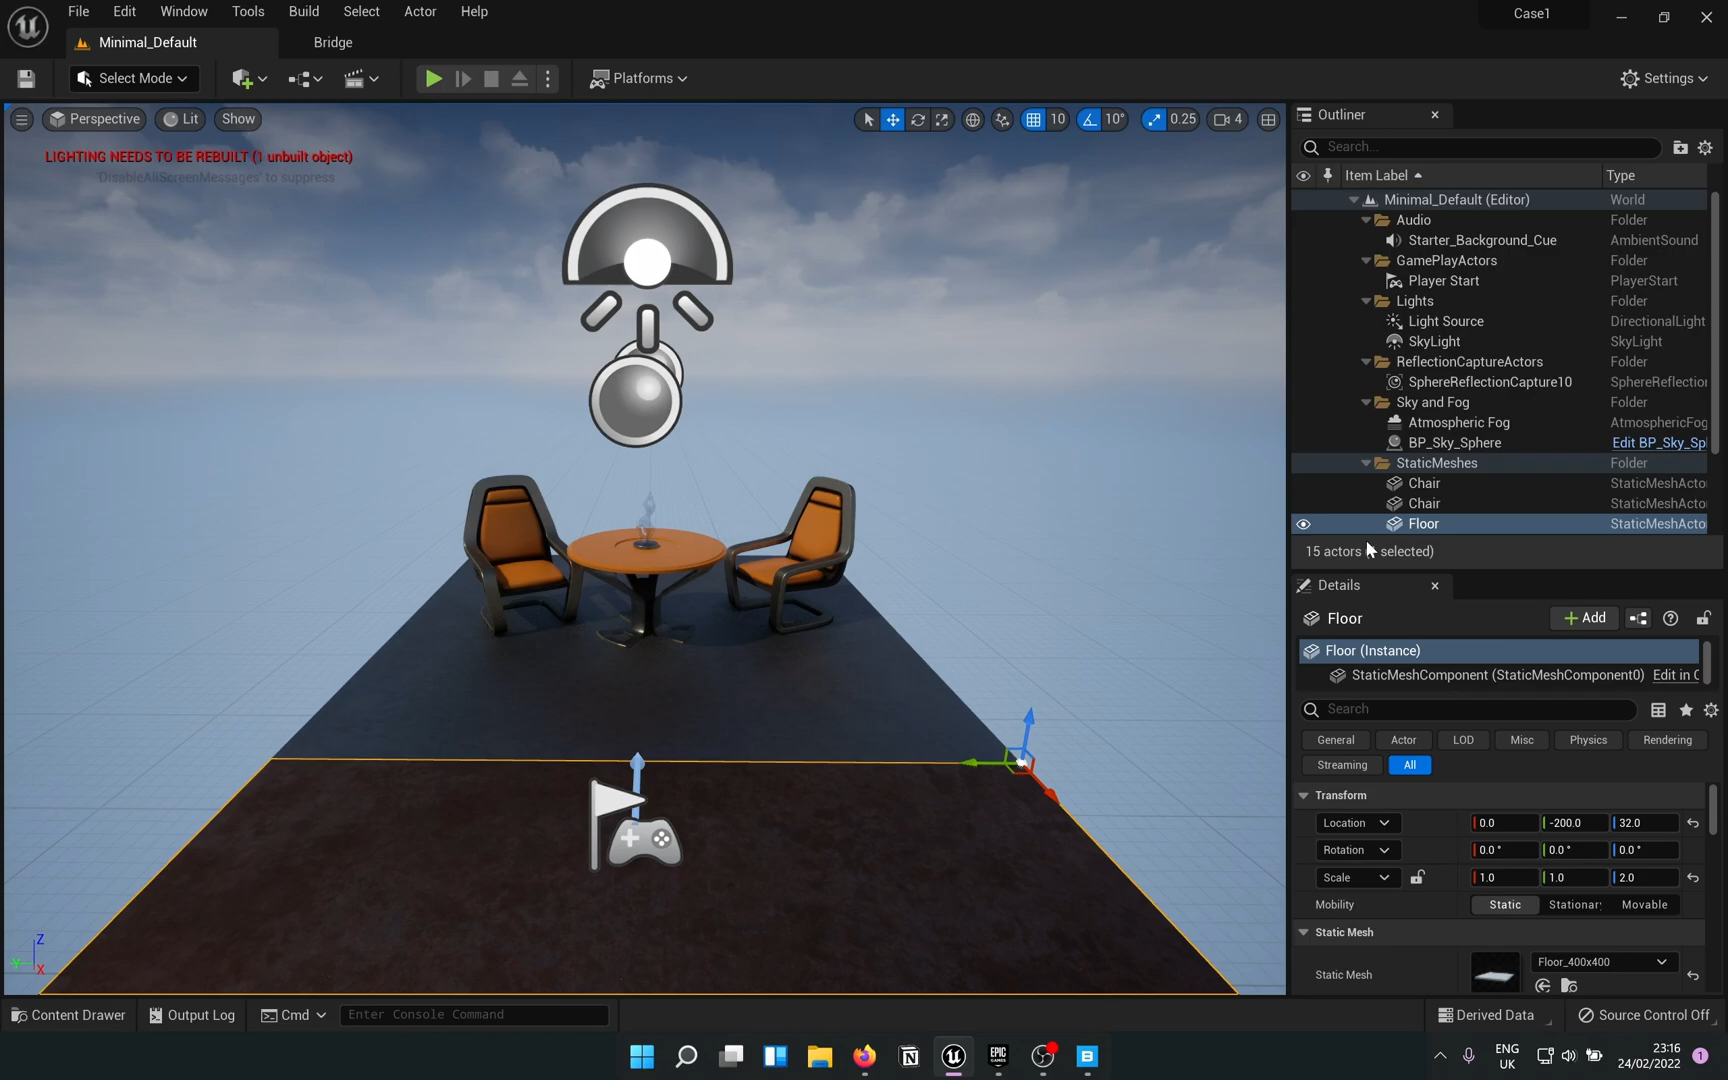 File Edit Window Tools Build Select Actor Help
Case1
Minimal_Default
Bridge
Select Mode
Platforms
Settings
Perspective Lit Show
10 10° 0.25 4
LIGHTING NEEDS TO BE REBUILT (1 unbuilt object)
'DisableAllScreenMessages' to suppress
Outliner
Search...
Item Label Type
Minimal_Default (Editor) World
Audio Folder
Starter_Background_Cue AmbientSound
GamePlayActors Folder
Player Start PlayerStart
Lights Folder
Light Source DirectionalLight
SkyLight SkyLight
ReflectionCaptureActors Folder
SphereReflectionCapture10 SphereReflectio
Sky and Fog Folder
Atmospheric Fog AtmosphericFog
BP_Sky_Sphere Edit BP_Sky_Sp
StaticMeshes Folder
Chair StaticMeshActo
Chair StaticMeshActo
Floor StaticMeshActo
15 actors selected)
Details
Floor
Add
Floor (Instance)
StaticMeshComponent (StaticMeshComponent0) Edit in C
Search
General Actor LOD Misc Physics Rendering
Streaming All
Transform
Location 0.0 -200.0 32.0
Rotation 0.0 ° 0.0 ° 0.0 °
Scale 1.0 1.0 2.0
Mobility Static Stationary Movable
Static Mesh
Static Mesh Floor_400x400
Z
Y
X
Content Drawer Output Log Cmd Enter Console Command
Derived Data Source Control Off
EPIC GAMES
ENG
UK
23:16
24/02/2022
1